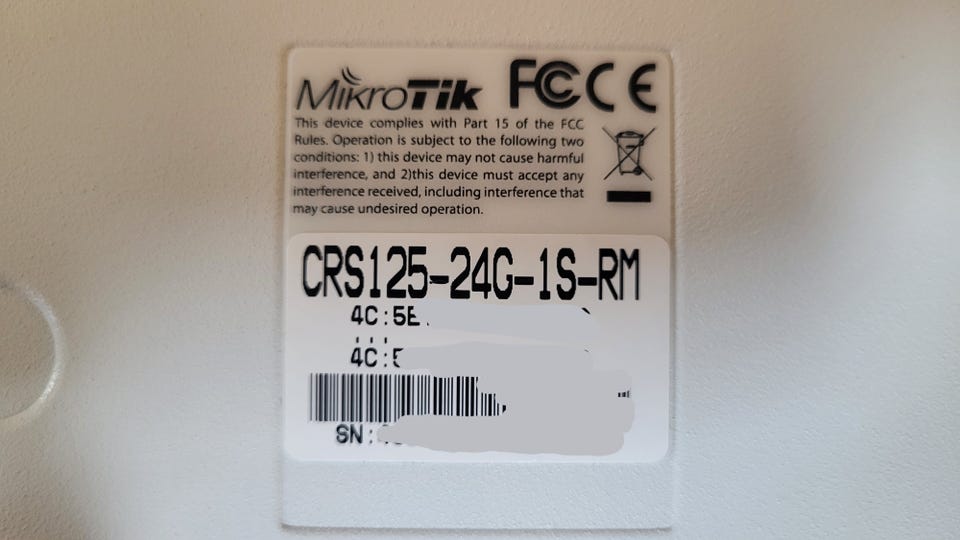 MikroTik FCC CE
This device complies with Part 15 of the FCC
Rules. Operation is subject to the following two
conditions: 1) this device may not cause harmful
interference, and 2)this device must accept any
interference received, including interference that
may cause undesired operation.
CRS125-24G-1S-RM
4C:5E
4C:5
SN: